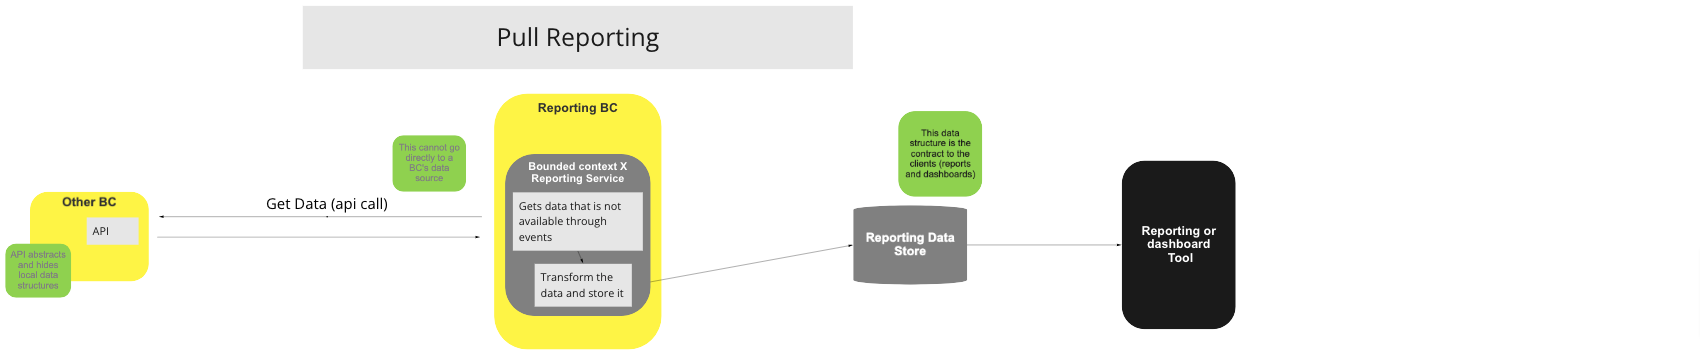 Pull Reporting
Reporting BC
This cannot go
directly to a
BC's data
source
This data
structure is the
contract to the
clients (reports
and dashboards)
Bounded context X
Reporting Service
Other BC
Get Data (api call)
Gets data that is not
available through
events
API
API abstracts
and hides
local data
structures
Transform the
data and store it
Reporting Data
Store
Reporting or
dashboard
Tool